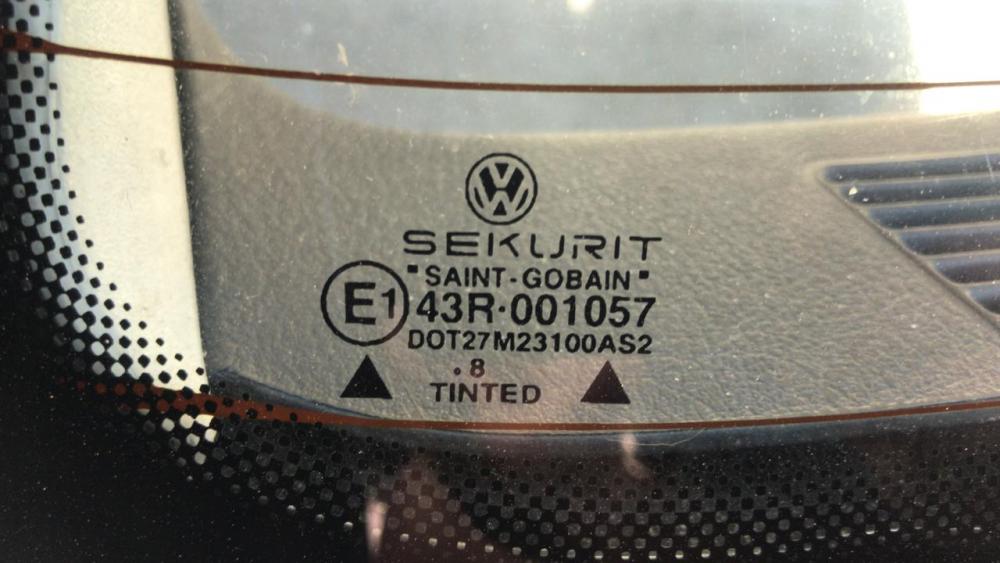 SEKURIT
"SAINT-GOBAIN"
E1 43R·001057
DOT27M23100AS2
.8
TINTED